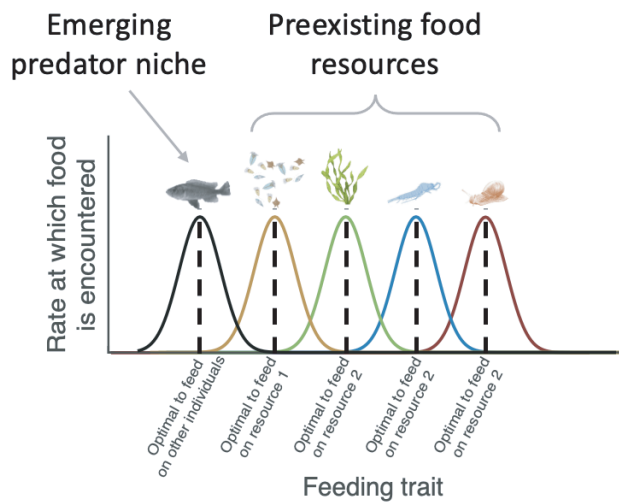 Emerging
predator niche
Preexisting food
resources
Rate at which food
is encountered
Optimal to feed
on other individuals
Optimal to feed
on resource 1
Optimal to feed
on resource 2
Optimal to feed
on resource 2
Optimal to feed
on resource 2
Feeding trait